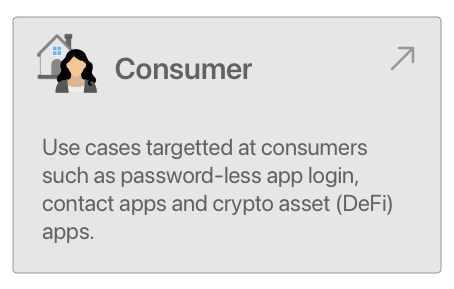 Consumer
Use cases targetted at consumers
such as password-less app login,
contact apps and crypto asset (DeFi)
apps.